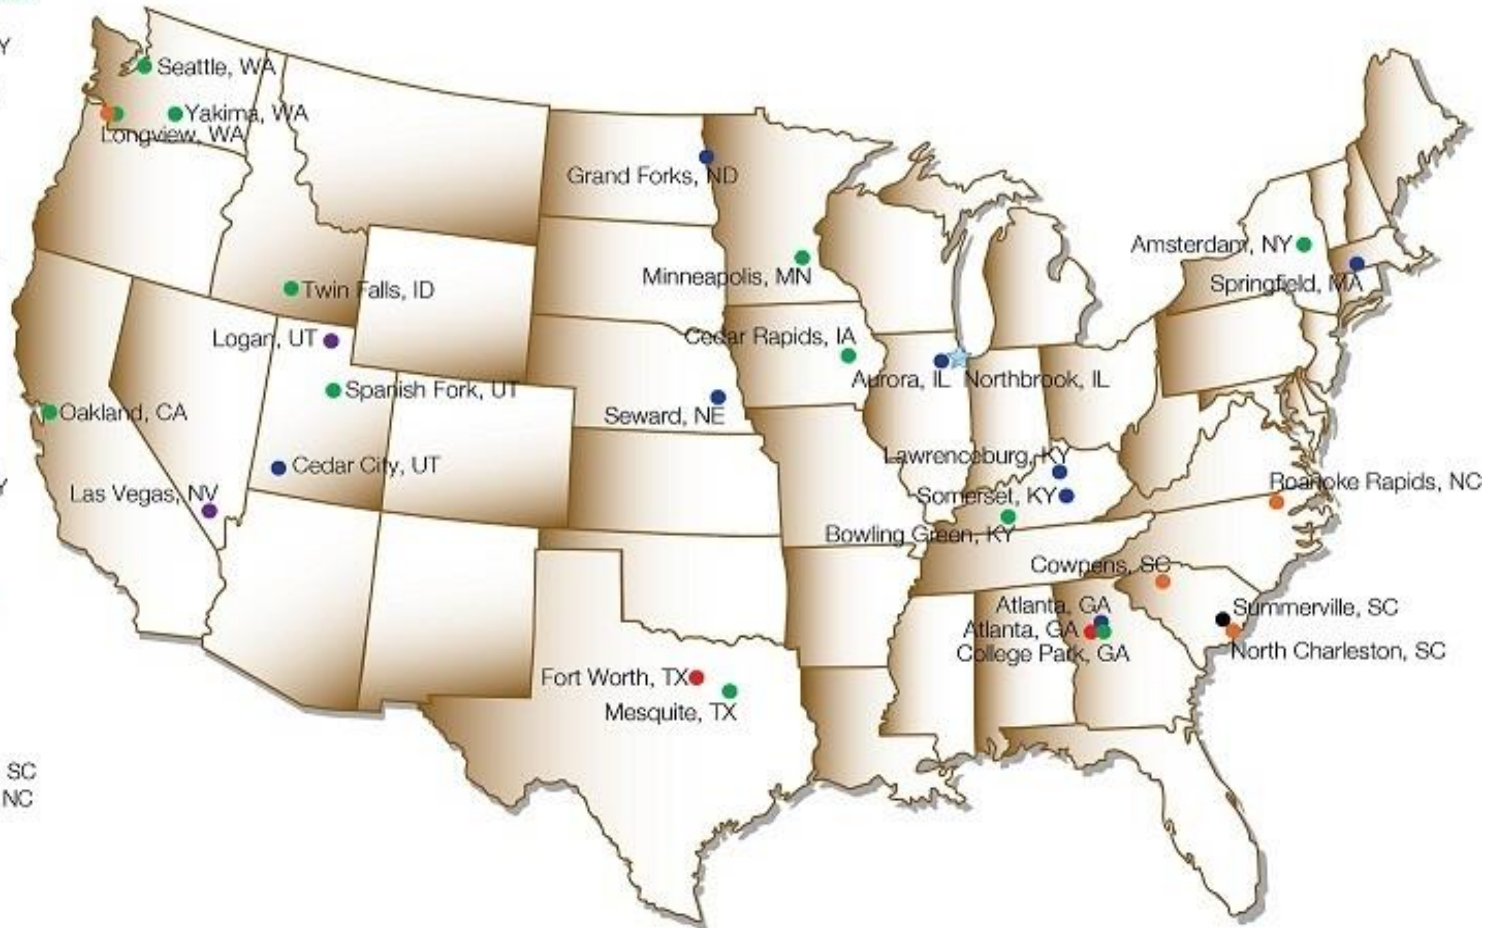 Y
Seattle, WA
Yakima, WA
Longview, WA
Grand Forks, ND
Amsterdam, NY
Minneapolis, MN
Springfield, MA
Twin Falls, ID
Logan, UT
Cedar Rapids, IA
Aurora, IL
Northbrook, IL
Spanish Fork, UT
Oakland, CA
Seward, NE
Lawrenceburg, KY
Cedar City, UT
Roanoke Rapids, NC
Y
Las Vegas, NV
Somerset, KY
Bowling Green, KY
Cowpens, SC
Atlanta, GA
Summerville, SC
Atlanta, GA
College Park, GA
North Charleston, SC
Fort Worth, TX
Mesquite, TX
SC
NC